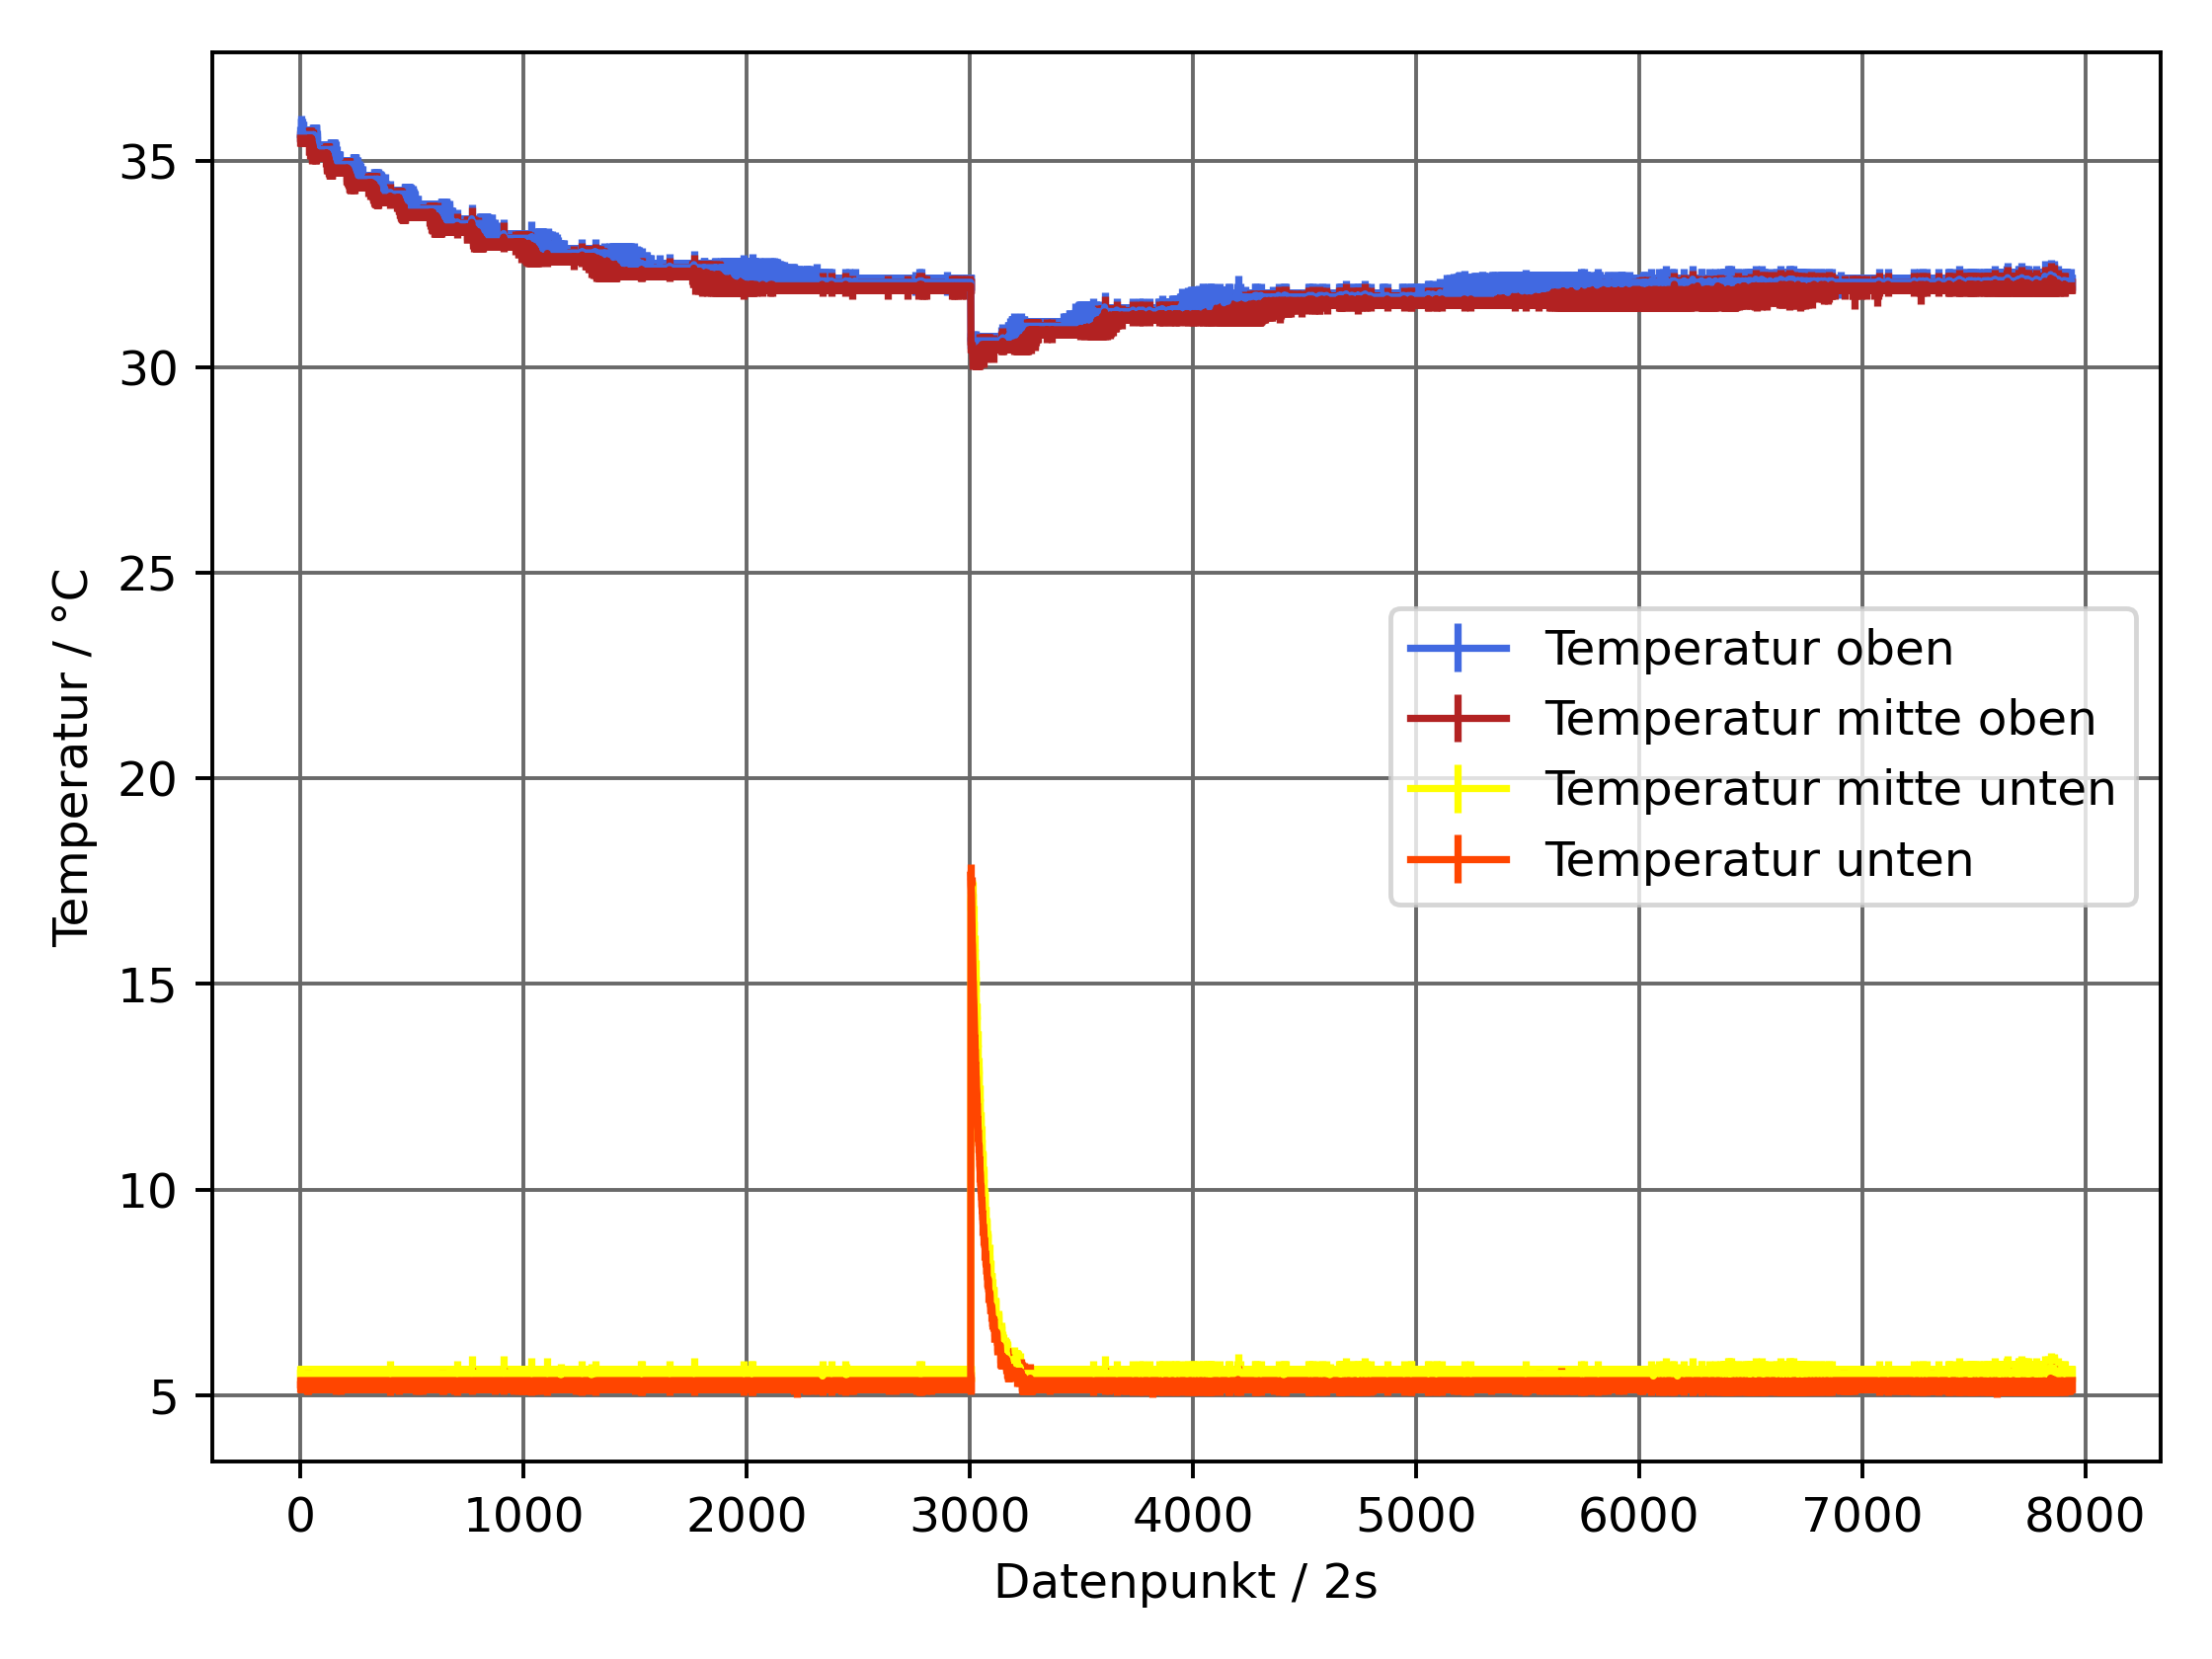 35
30
25
20
15
10
5
Temperatur / °C
Temperatur oben
Temperatur mitte oben
Temperatur mitte unten
Temperatur unten
0 1000 2000 3000 4000 5000 6000 7000 8000
Datenpunkt / 2s